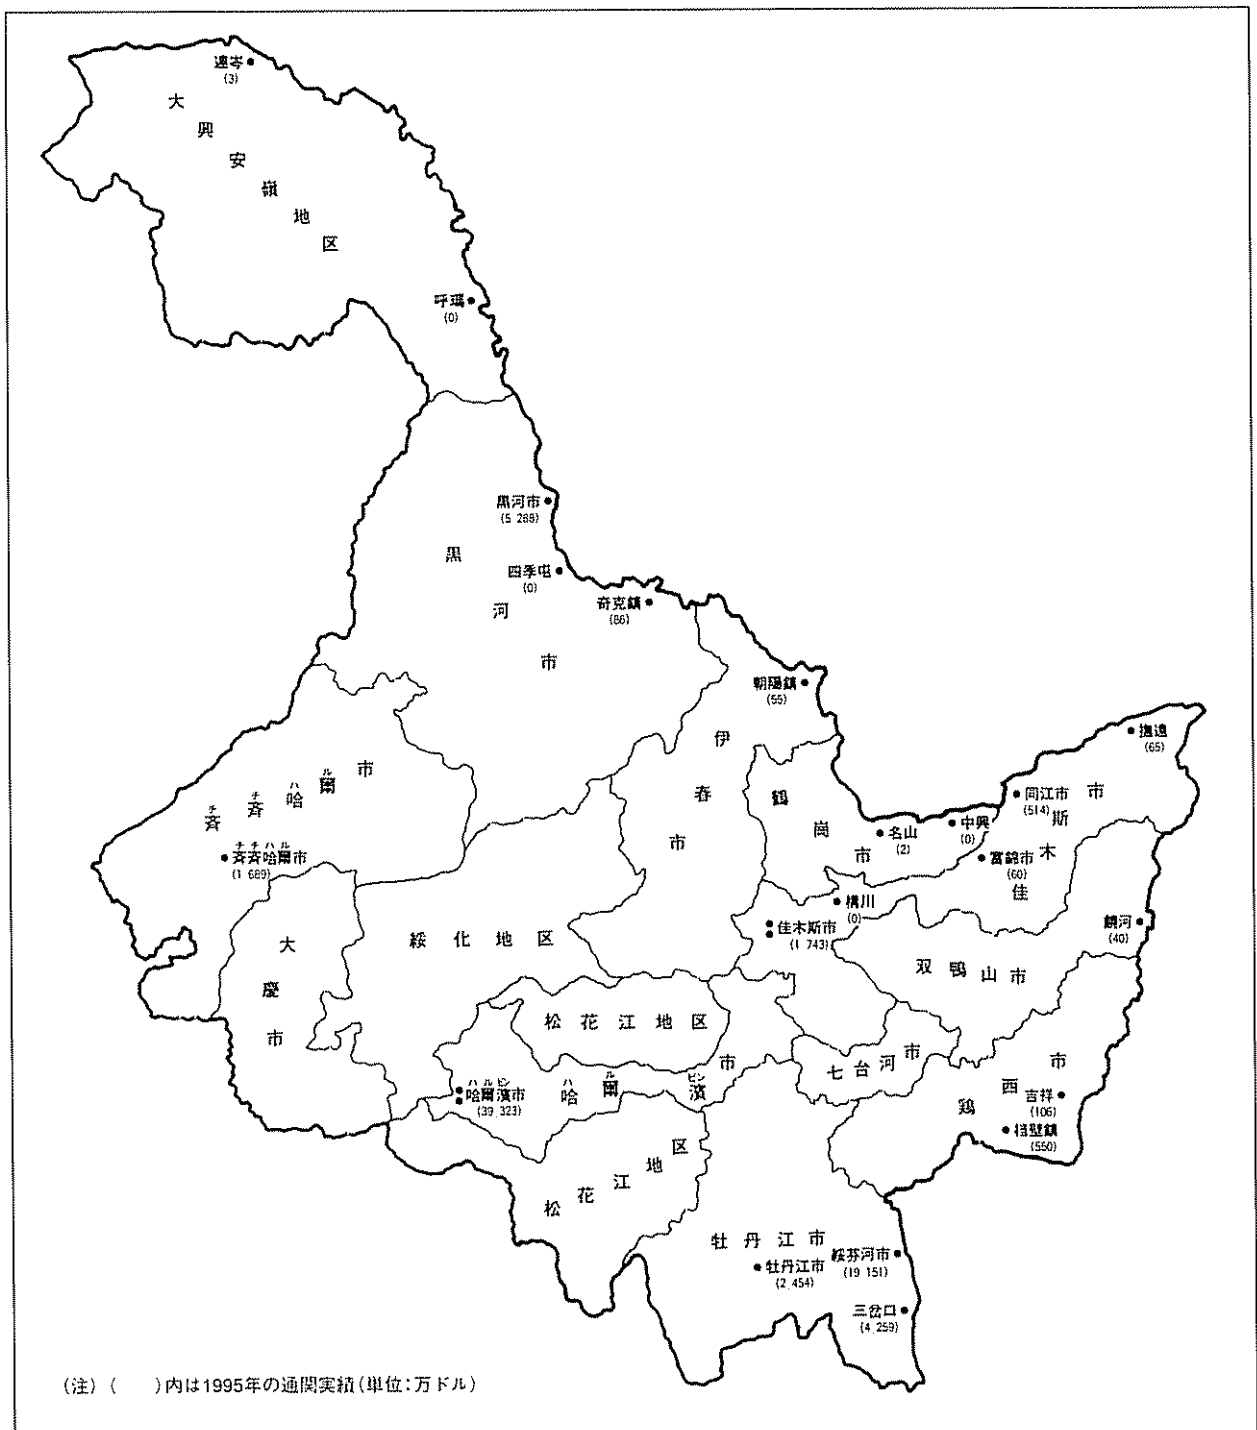 連崟
(3)
大興安嶺地区
呼瑪
(0)
黒河市
(5 268)
黒河市
四季屯
(0)
奇克鎮
(86)
朝陽鎮
(55)
伊春市
撫遠
(65)
同江市
(514)
佳木斯市
鶴崗市
名山
(2)
中興
(0)
富錦市
(60)
チチハル
斉斉哈爾市
チチハル
斉斉哈爾市
(1 689)
樺川
(0)
佳木斯市
(1 743)
饒河
(40)
双鴨山市
大慶市
綏化地区
松花江地区
七台河市
ハルビン
哈爾濱市
(39 323)
ハルビン
哈爾濱市
鶏西市
吉祥
(106)
档壁鎮
(550)
松花江地区
牡丹江市
牡丹江市
(2 454)
綏芬河市
(19 151)
三岔口
(4 259)
(注) ( )内は1995年の通関実績(単位:万ドル)